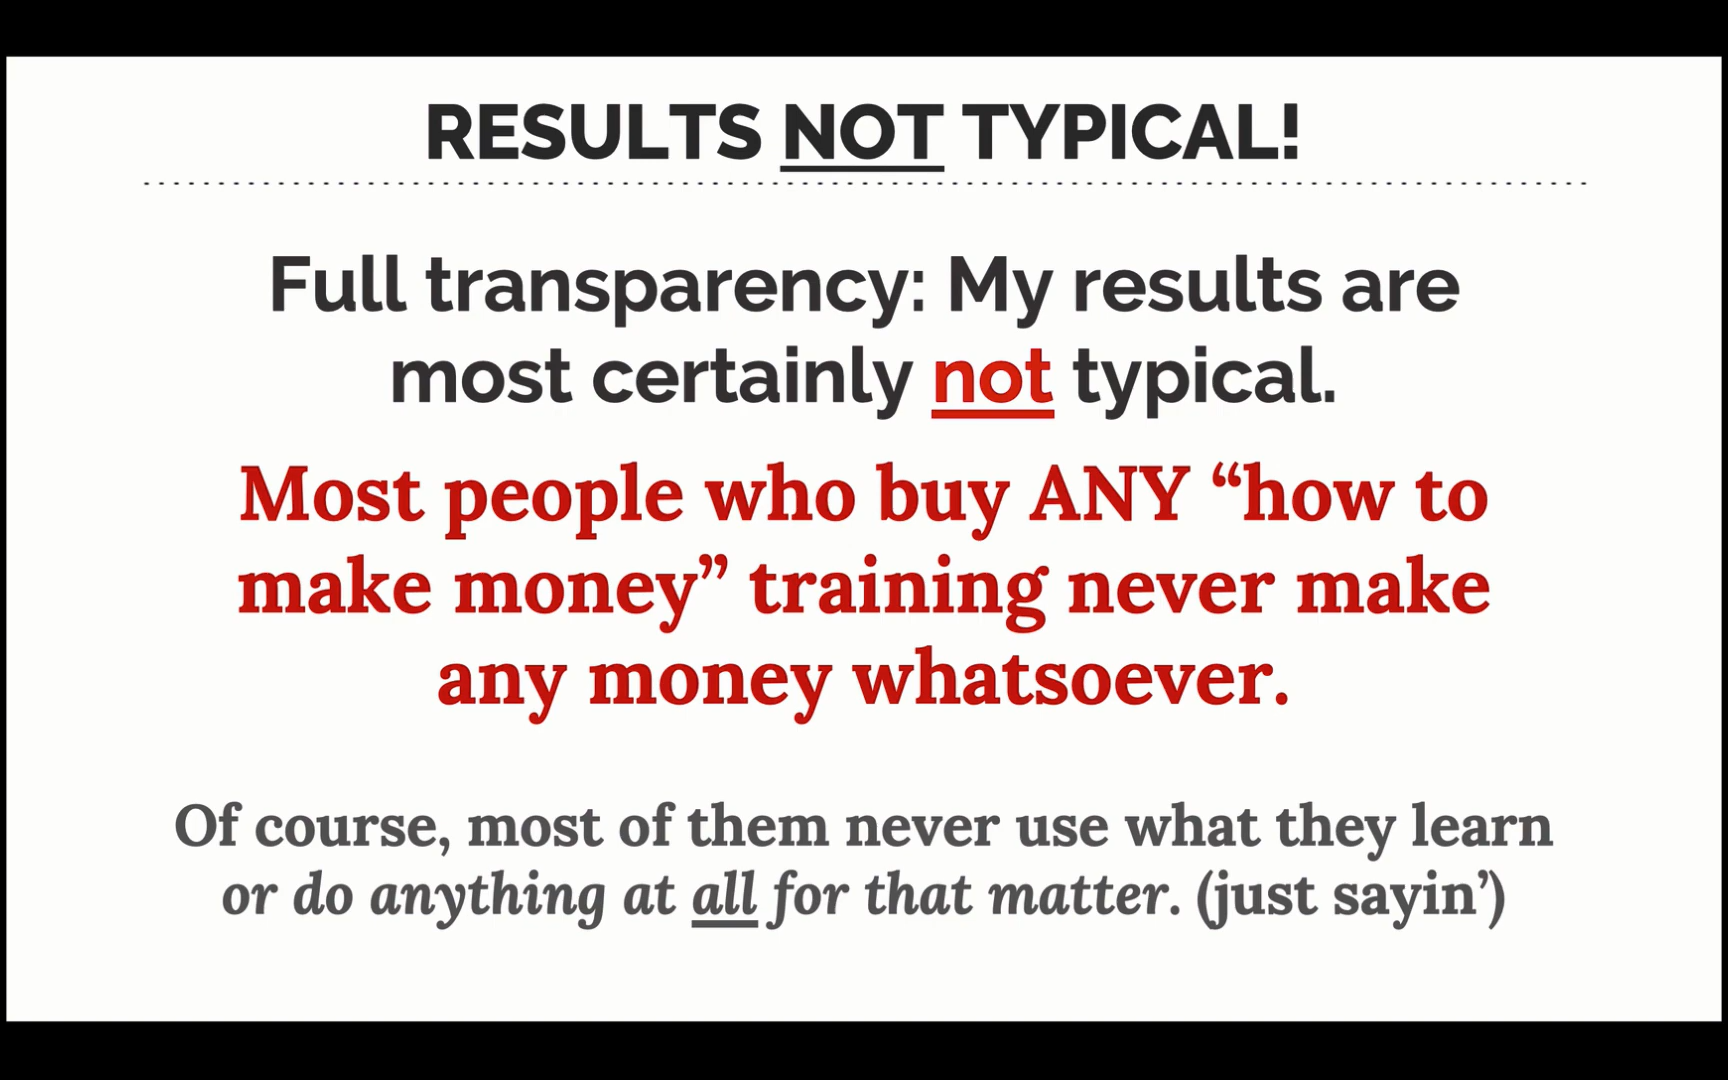 RESULTS NOT TYPICAL!
Full transparency: My results are
most certainly not typical.
Most people who buy ANY “how to
make money” training never make
any money whatsoever.
Of course, most of them never use what they learn
or do anything at all for that matter. (just sayin’)